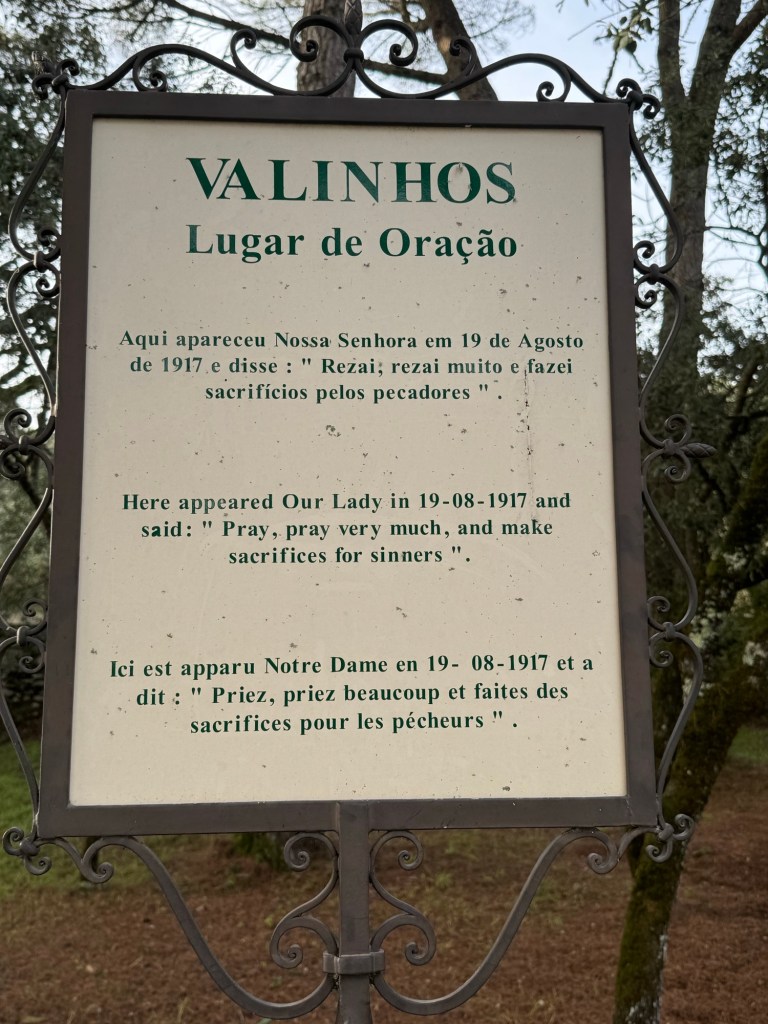 VALINHOS
Lugar de Oração
Aqui apareceu Nossa Senhora em 19 de Agosto
de 1917 e disse : " Rezai, rezai muito e fazei
sacrifícios pelos pecadores " .
Here appeared Our Lady in 19-08-1917 and
said: " Pray, pray very much, and make
sacrifices for sinners ".
Ici est apparu Notre Dame en 19- 08-1917 et a
dit : " Priez, priez beaucoup et faites des
sacrifices pour les pécheurs " .